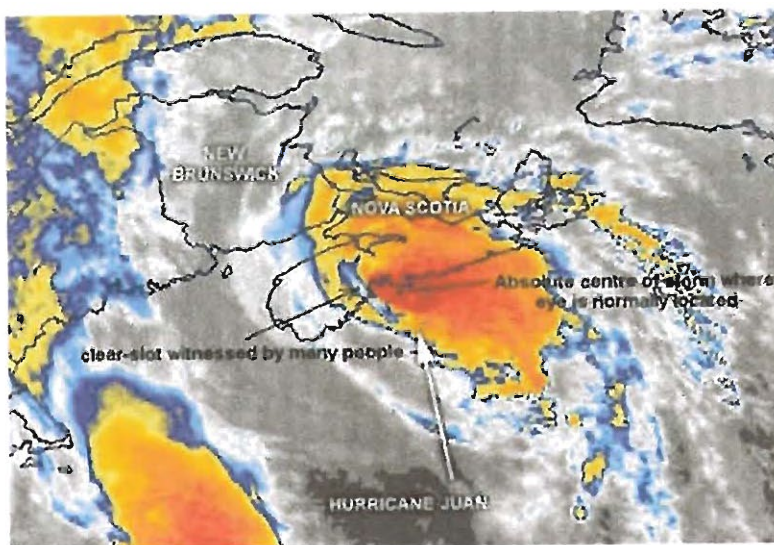 NEW
BRUNSWICK
NOVA SCOTIA
Absolute centre of storm where
eye is normally located
clear-slot witnessed by many people
HURRICANE JUAN